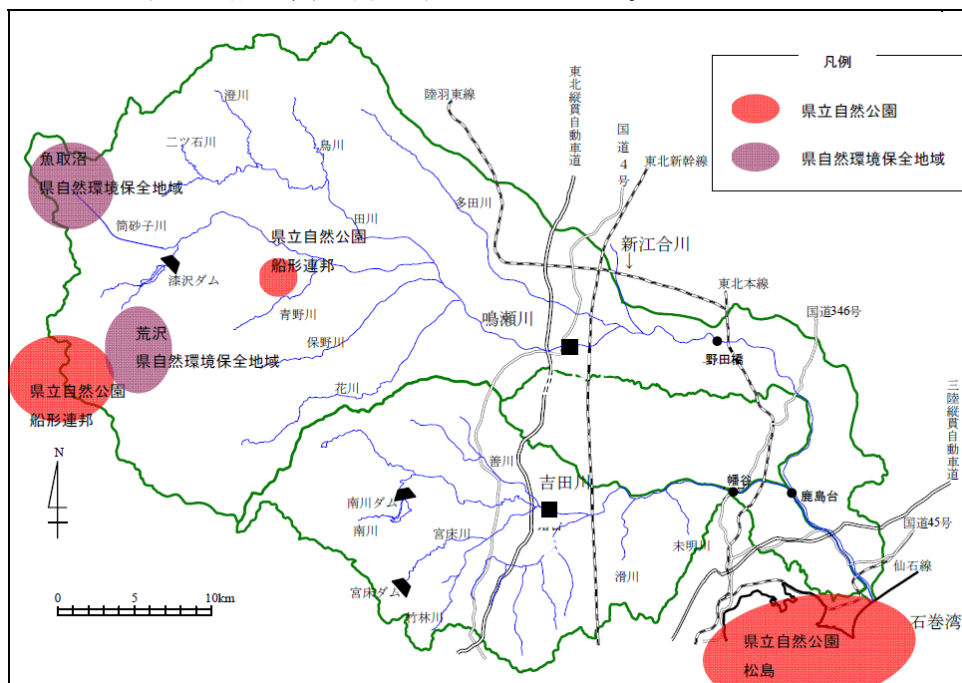 凡例
県立自然公園
県自然環境保全地域
澄川
陸羽東線
東北縦貫自動車道
国道4号
東北新幹線
二ツ石川
鳥川
魚取沼
県自然環境保全地域
多田川
筒砂子川
田川
県立自然公園
船形連邦
新江合川
漆沢ダム
東北本線
青野川
鳴瀬川
国道346号
荒沢
県自然環境保全地域
保野川
野田橋
県立自然公園
船形連邦
花川
三陸縦貫自動車道
N
善川
吉田川
幡谷
鹿島台
南川ダム
南川
宮床川
国道45号
未明川
滑川
仙石線
宮床ダム
竹林川
0 5 10km
石巻湾
県立自然公園
松島